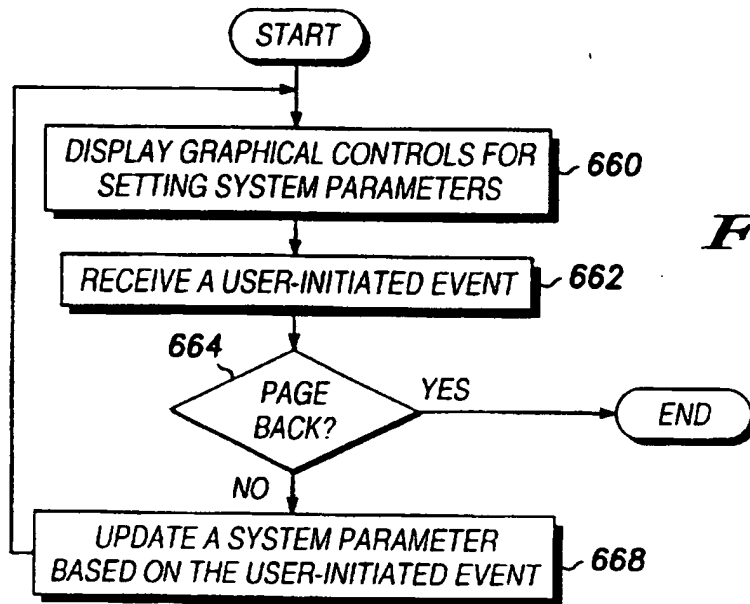 START
DISPLAY GRAPHICAL CONTROLS FOR
SETTING SYSTEM PARAMETERS
660
RECEIVE A USER-INITIATED EVENT
662
F
664
PAGE
BACK?
YES
END
NO
UPDATE A SYSTEM PARAMETER
BASED ON THE USER-INITIATED EVENT
668